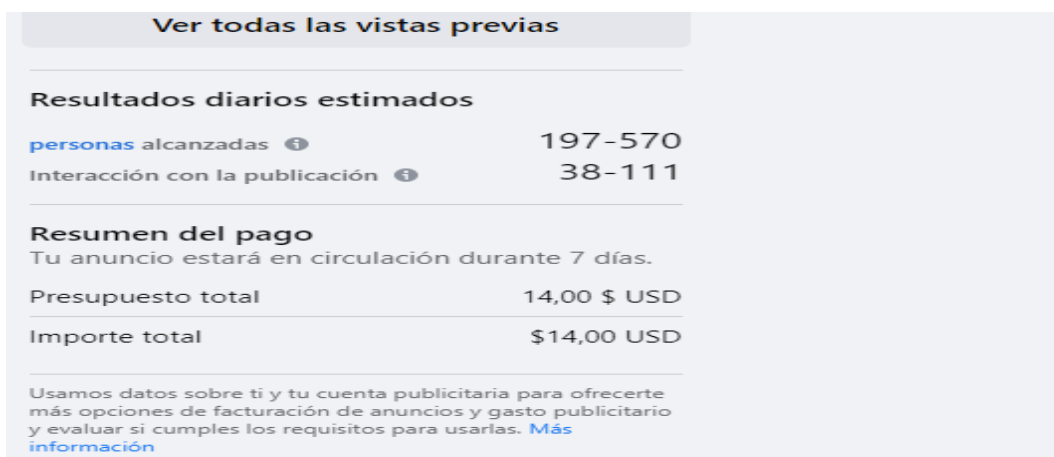 Ver todas las vistas previas
Resultados diarios estimados
personas alcanzadas 197-570
Interacción con la publicación 38-111
Resumen del pago
Tu anuncio estará en circulación durante 7 días.
Presupuesto total 14,00 $ USD
Importe total $14,00 USD
Usamos datos sobre ti y tu cuenta publicitaria para ofrecerte
más opciones de facturación de anuncios y gasto publicitario
y evaluar si cumples los requisitos para usarlas. Más
información